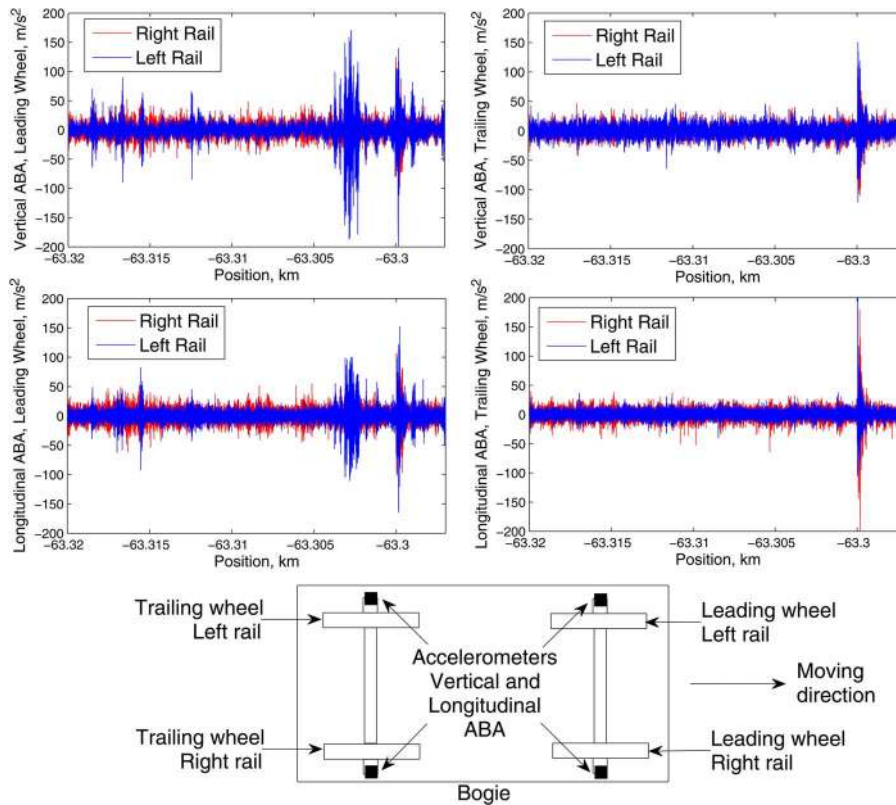 Vertical ABA, Leading Wheel, m/s²
200
150
100
50
0
−50
−100
−150
−200
Right Rail
Left Rail
−63.32 −63.315 −63.31 −63.305 −63.3
Position, km
Vertical ABA, Trailing Wheel, m/s²
200
150
100
50
0
−50
−100
−150
−200
Right Rail
Left Rail
−63.32 −63.315 −63.31 −63.305 −63.3
Position, km
Longitudinal ABA, Leading Wheel, m/s²
200
150
100
50
0
−50
−100
−150
−200
Right Rail
Left Rail
−63.32 −63.315 −63.31 −63.305 −63.3
Position, km
Longitudinal ABA, Trailing Wheel, m/s²
200
150
100
50
0
−50
−100
−150
−200
Right Rail
Left Rail
−63.32 −63.315 −63.31 −63.305 −63.3
Position, km
Trailing wheel
Left rail
Leading wheel
Left rail
Accelerometers
Vertical and
Longitudinal
ABA
Moving
direction
Trailing wheel
Right rail
Leading wheel
Right rail
Bogie